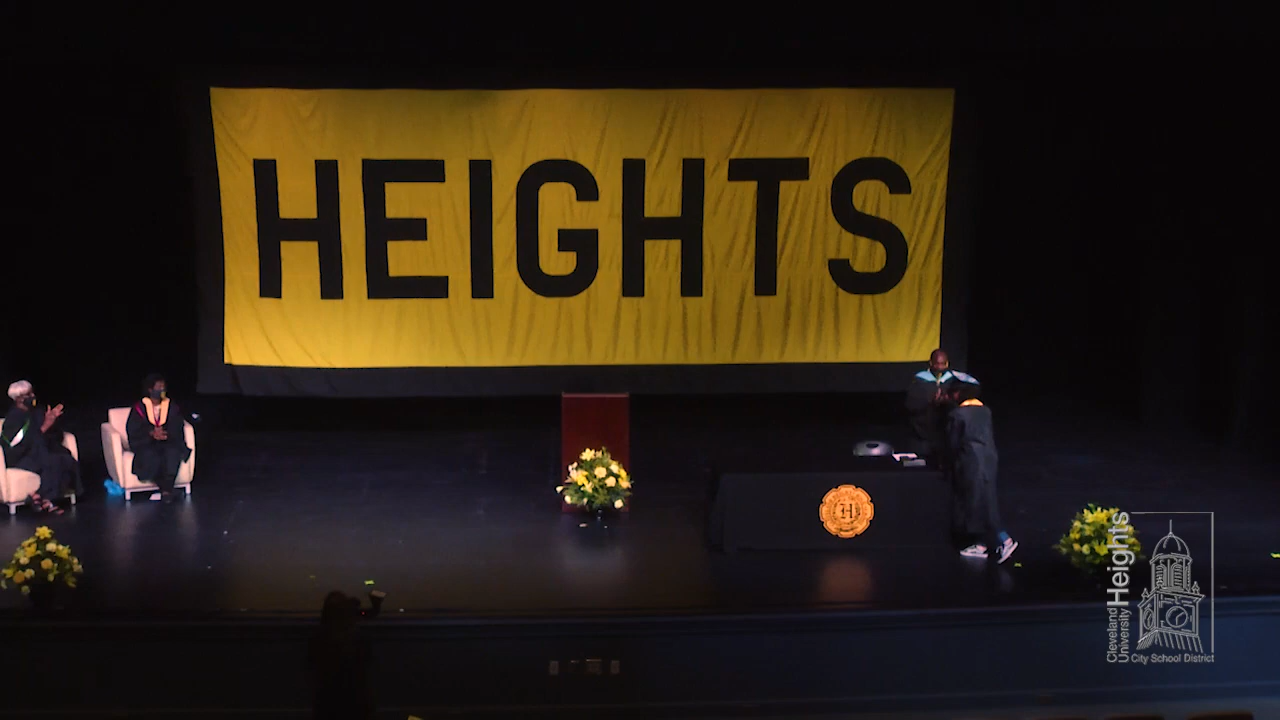 HEIGHTS
H
Cleveland
University
Heights
City School District